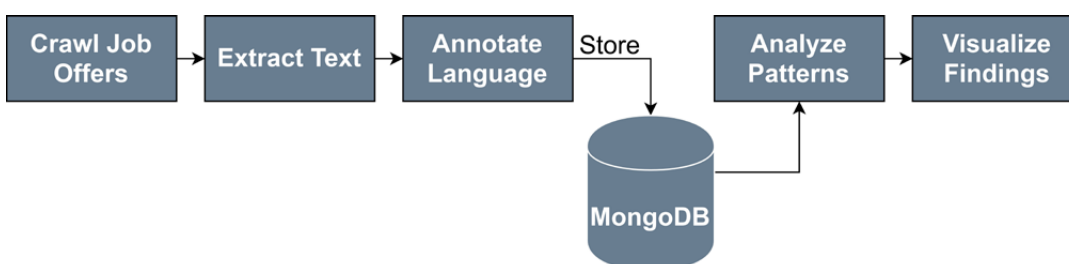 Crawl Job
Offers
Extract Text
Annotate
Language
Store
MongoDB
Analyze
Patterns
Visualize
Findings